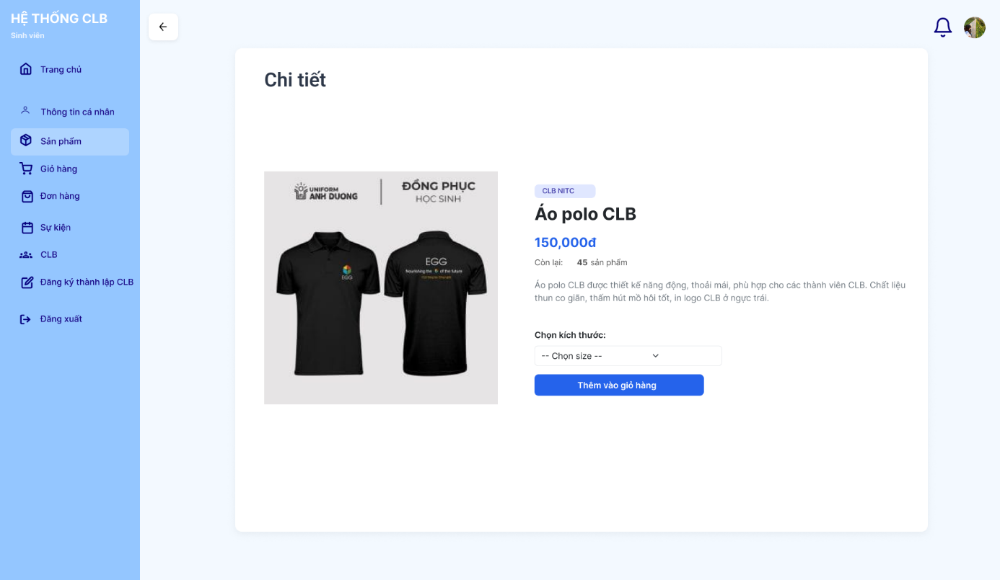 HỆ THỐNG CLB
Sinh viên
Trang chủ
Thông tin cá nhân
Sản phẩm
Giỏ hàng
Đơn hàng
Sự kiện
CLB
Đăng ký thành lập CLB
Đăng xuất
Chi tiết
UNIFORM
ANH DUONG
ĐỒNG PHỤC
HỌC SINH
EGG
EGG
Nourishing the of the future
CLB NITC
Áo polo CLB
150,000đ
Còn lại: 45 sản phẩm
Áo polo CLB được thiết kế năng động, thoải mái, phù hợp cho các thành viên CLB. Chất liệu
thun co giãn, thấm hút mồ hôi tốt, in logo CLB ở ngực trái.
Chọn kích thước:
-- Chọn size --
Thêm vào giỏ hàng